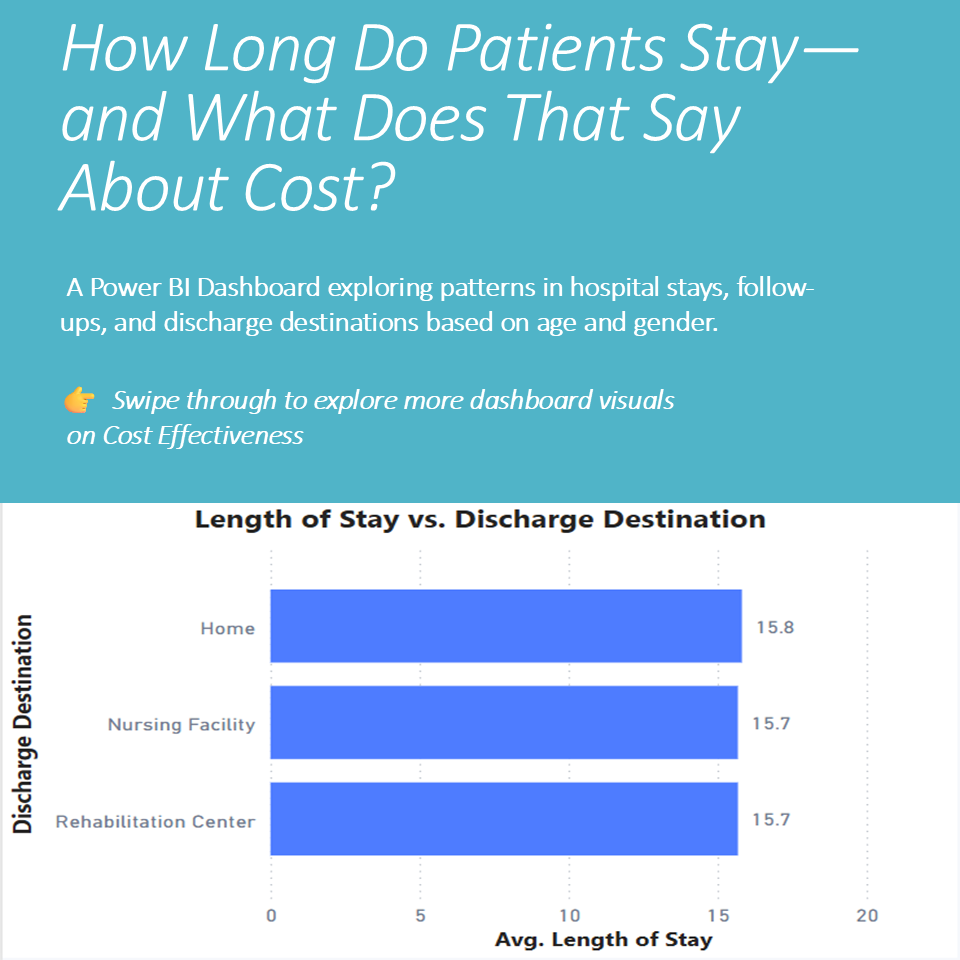 How Long Do Patients Stay—
and What Does That Say
About Cost?
A Power BI Dashboard exploring patterns in hospital stays, follow-
ups, and discharge destinations based on age and gender.
👉 Swipe through to explore more dashboard visuals
on Cost Effectiveness
Length of Stay vs. Discharge Destination
Discharge Destination
Home
15.8
Nursing Facility
15.7
Rehabilitation Center
15.7
0 5 10 15 20
Avg. Length of Stay